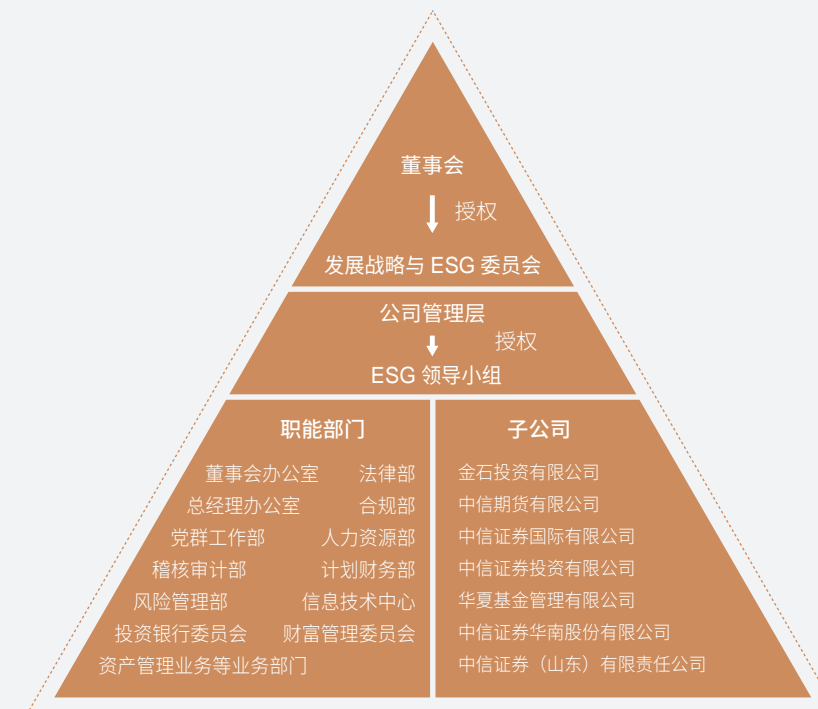 董事会
授权
发展战略与 ESG 委员会
公司管理层
授权
ESG 领导小组
职能部门
董事会办公室 法律部
总经理办公室 合规部
党群工作部 人力资源部
稽核审计部 计划财务部
风险管理部 信息技术中心
投资银行委员会 财富管理委员会
资产管理业务等业务部门
子公司
金石投资有限公司
中信期货有限公司
中信证券国际有限公司
中信证券投资有限公司
华夏基金管理有限公司
中信证券华南股份有限公司
中信证券（山东）有限责任公司